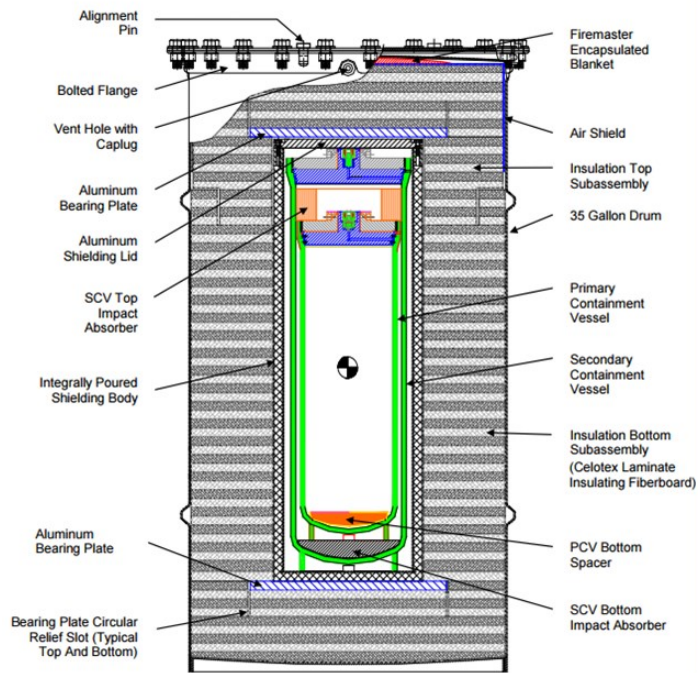 Alignment
Pin
Bolted Flange
Vent Hole with
Caplug
Aluminum
Bearing Plate
Aluminum
Shielding Lid
SCV Top
Impact
Absorber
Integrally Poured
Shielding Body
Aluminum
Bearing Plate
Bearing Plate Circular
Relief Slot (Typical
Top And Bottom)
Firemaster
Encapsulated
Blanket
Air Shield
Insulation Top
Subassembly
35 Gallon Drum
Primary
Containment
Vessel
Secondary
Containment
Vessel
Insulation Bottom
Subassembly
(Celotex Laminate
Insulating Fiberboard)
PCV Bottom
Spacer
SCV Bottom
Impact Absorber